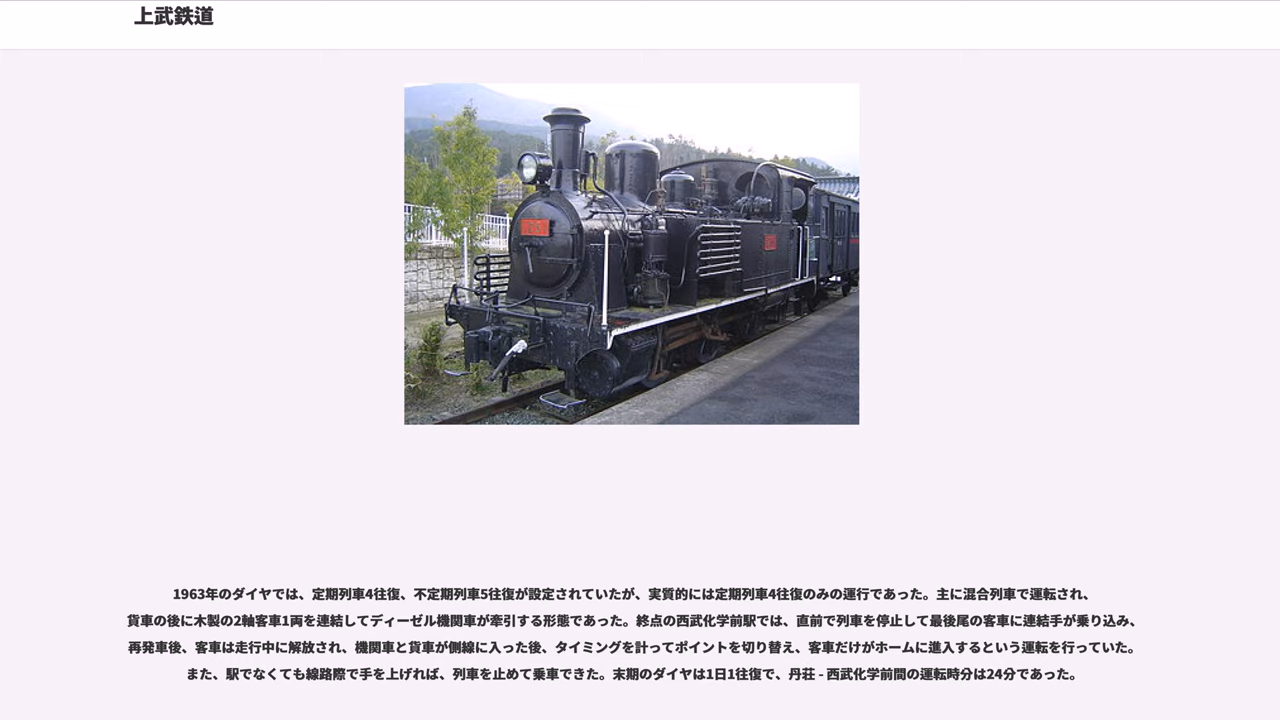 上武鉄道
1963年のダイヤでは、定期列車4往復、不定期列車5往復が設定されていたが、実質的には定期列車4往復のみの運行であった。主に混合列車で運転され、
貨車の後に木製の2軸客車1両を連結してディーゼル機関車が牽引する形態であった。終点の西武化学前駅では、直前で列車を停止して最後尾の客車に連結手が乗り込み、
再発車後、客車は走行中に解放され、機関車と貨車が側線に入った後、タイミングを計ってポイントを切り替え、客車だけがホームに進入するという運転を行っていた。
また、駅でなくても線路際で手を上げれば、列車を止めて乗車できた。末期のダイヤは1日1往復で、丹荘 - 西武化学前間の運転時分は24分であった。